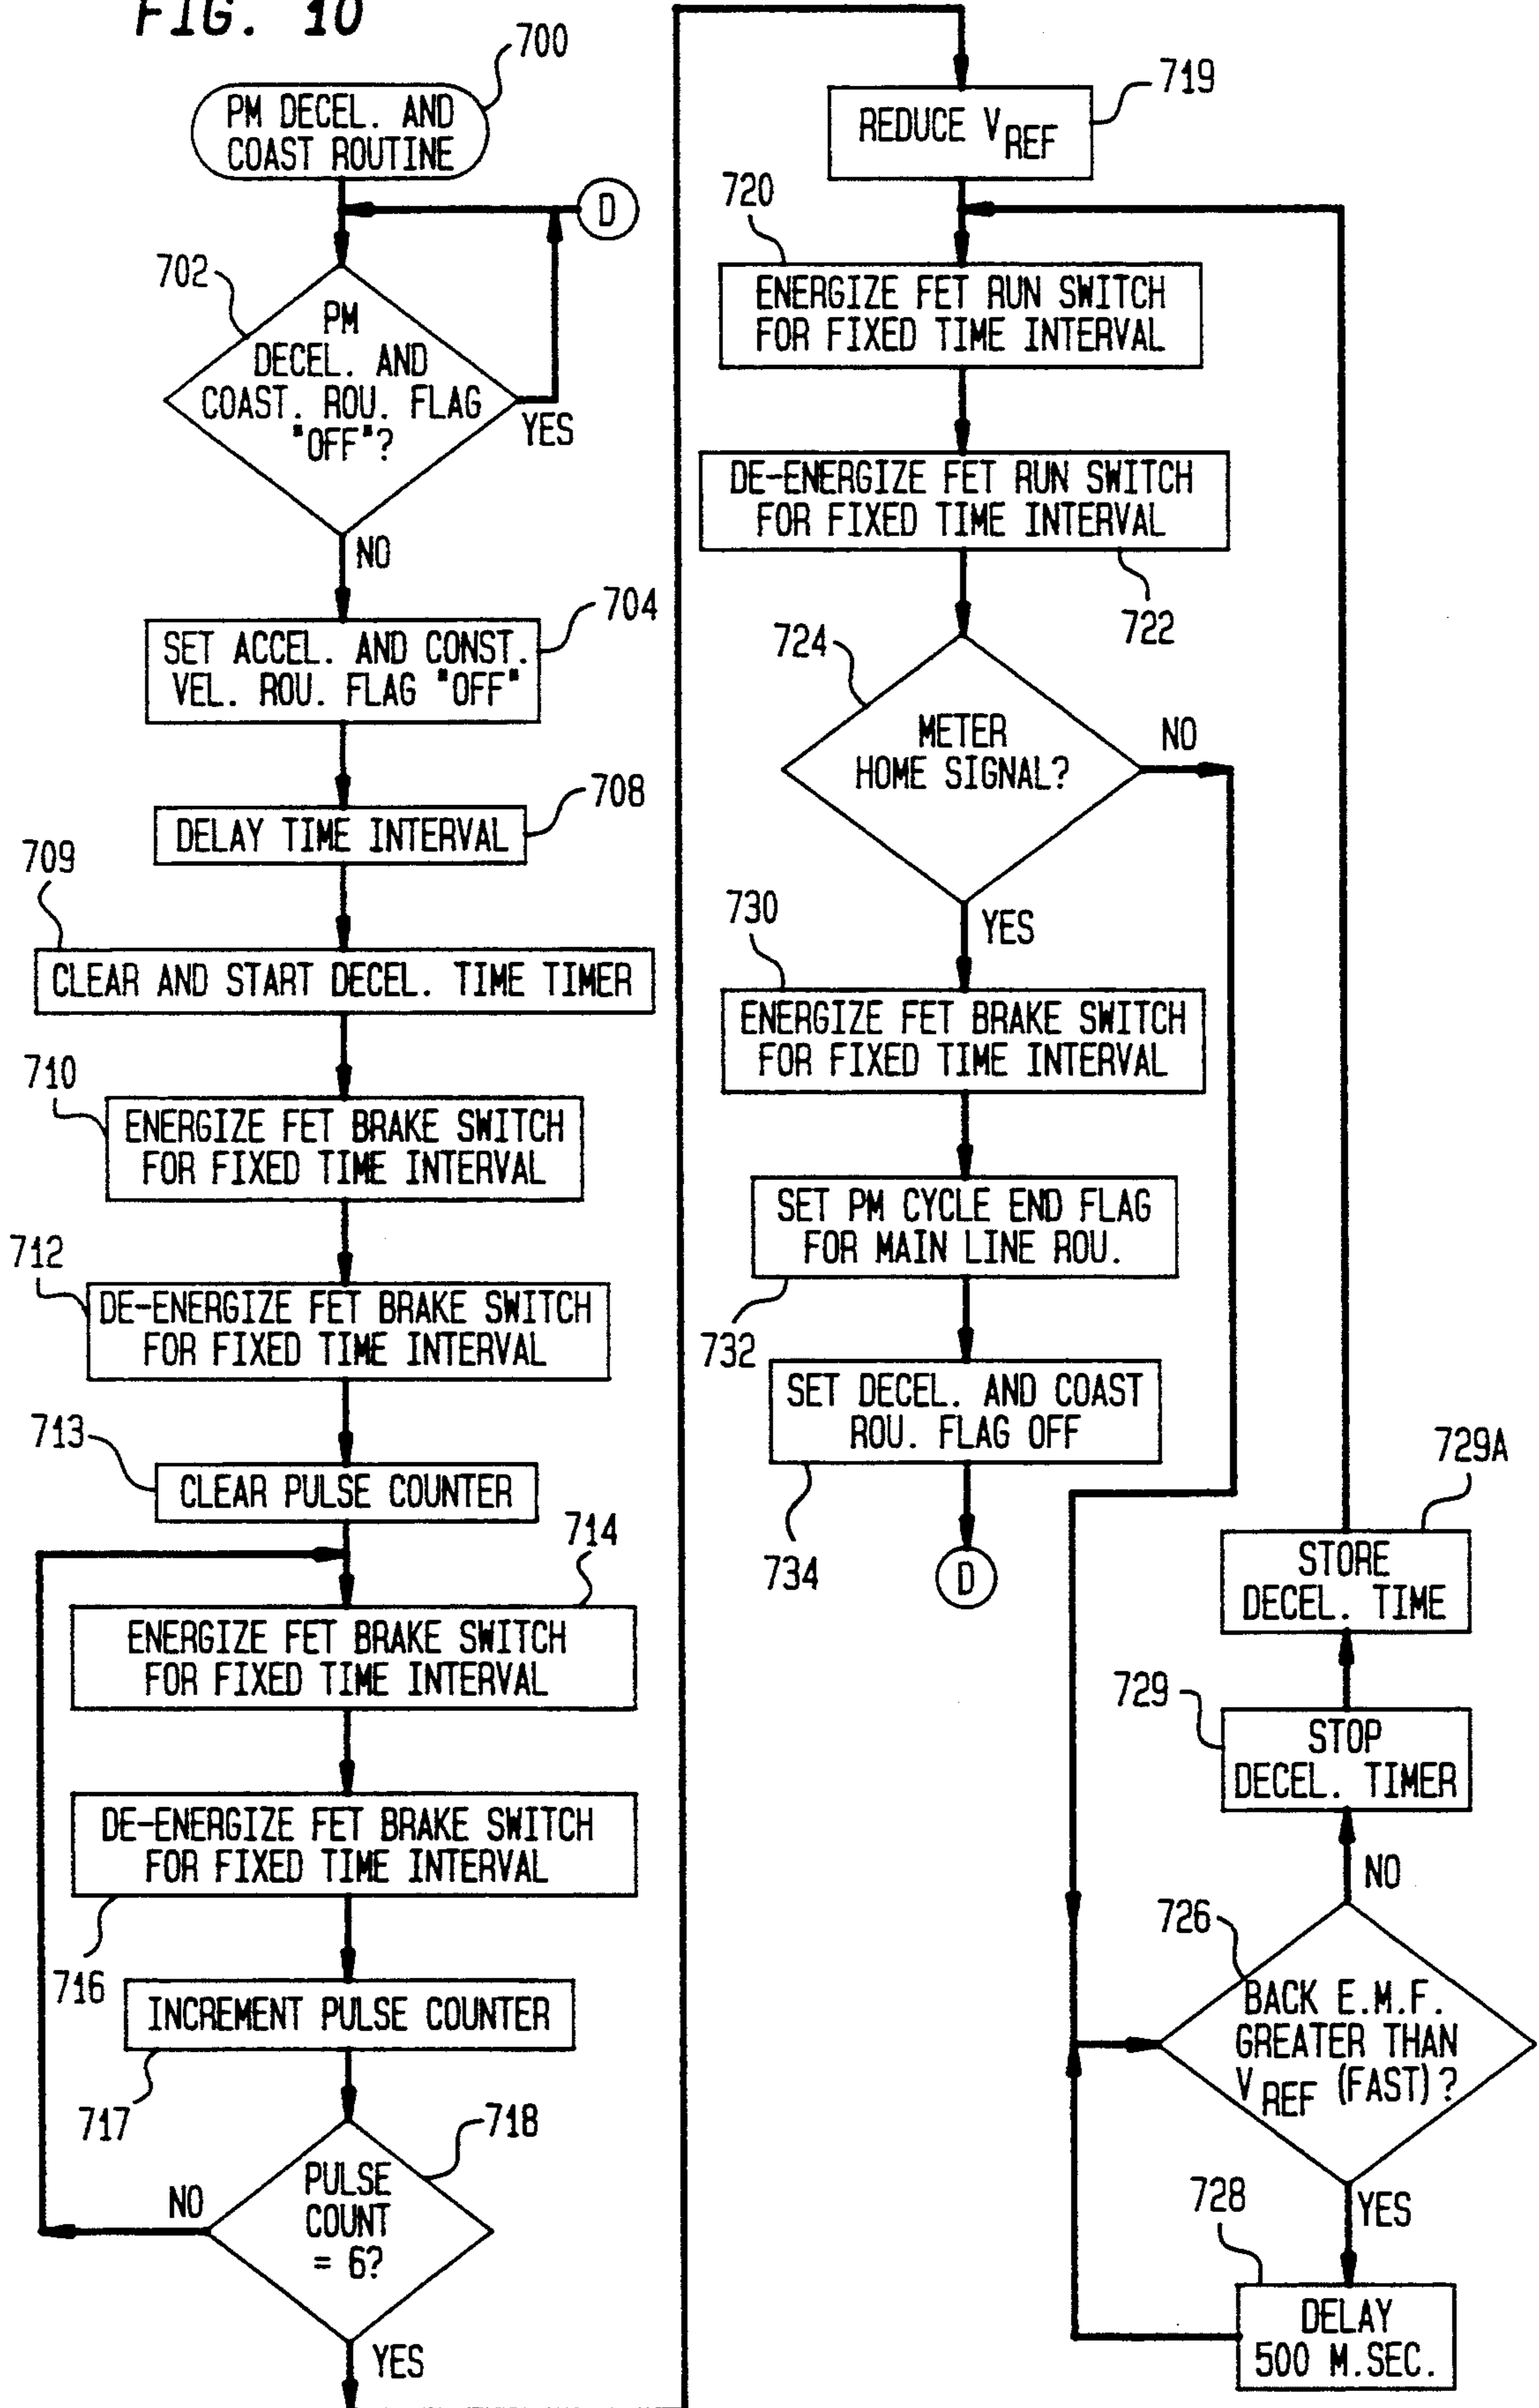 FIG. 10
700
PM DECEL. AND
COAST ROUTINE
D
702
PM
DECEL. AND
COAST. ROU. FLAG
"OFF"?
YES
NO
704
SET ACCEL. AND CONST.
VEL. ROU. FLAG "OFF"
708
DELAY TIME INTERVAL
709
CLEAR AND START DECEL. TIME TIMER
710
ENERGIZE FET BRAKE SWITCH
FOR FIXED TIME INTERVAL
712
DE-ENERGIZE FET BRAKE SWITCH
FOR FIXED TIME INTERVAL
713
CLEAR PULSE COUNTER
714
ENERGIZE FET BRAKE SWITCH
FOR FIXED TIME INTERVAL
DE-ENERGIZE FET BRAKE SWITCH
FOR FIXED TIME INTERVAL
716
INCREMENT PULSE COUNTER
717
718
PULSE
COUNT
= 6?
NO
YES
719
REDUCE VREF
720
ENERGIZE FET RUN SWITCH
FOR FIXED TIME INTERVAL
DE-ENERGIZE FET RUN SWITCH
FOR FIXED TIME INTERVAL
722
724
METER
HOME SIGNAL?
NO
YES
730
ENERGIZE FET BRAKE SWITCH
FOR FIXED TIME INTERVAL
SET PM CYCLE END FLAG
FOR MAIN LINE ROU.
732
SET DECEL. AND COAST
ROU. FLAG OFF
734
D
729A
STORE
DECEL. TIME
729
STOP
DECEL. TIMER
NO
726
BACK E.M.F.
GREATER THAN
VREF (FAST)?
YES
728
DELAY
500 M.SEC.